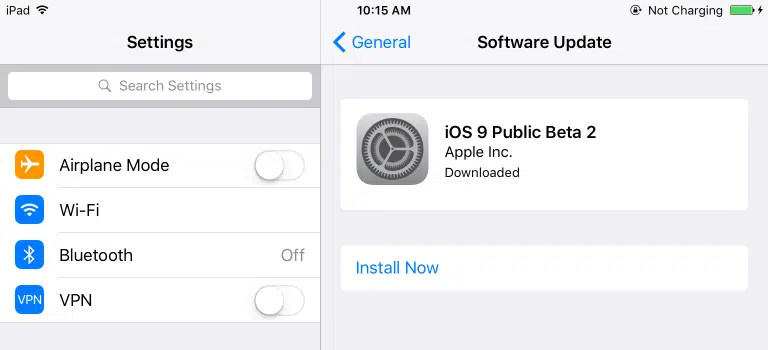 iPad
10:15 AM
Not Charging
Settings
General
Software Update
Search Settings
Airplane Mode
Wi-Fi
Bluetooth
Off
VPN
VPN
iOS 9 Public Beta 2
Apple Inc.
Downloaded
Install Now